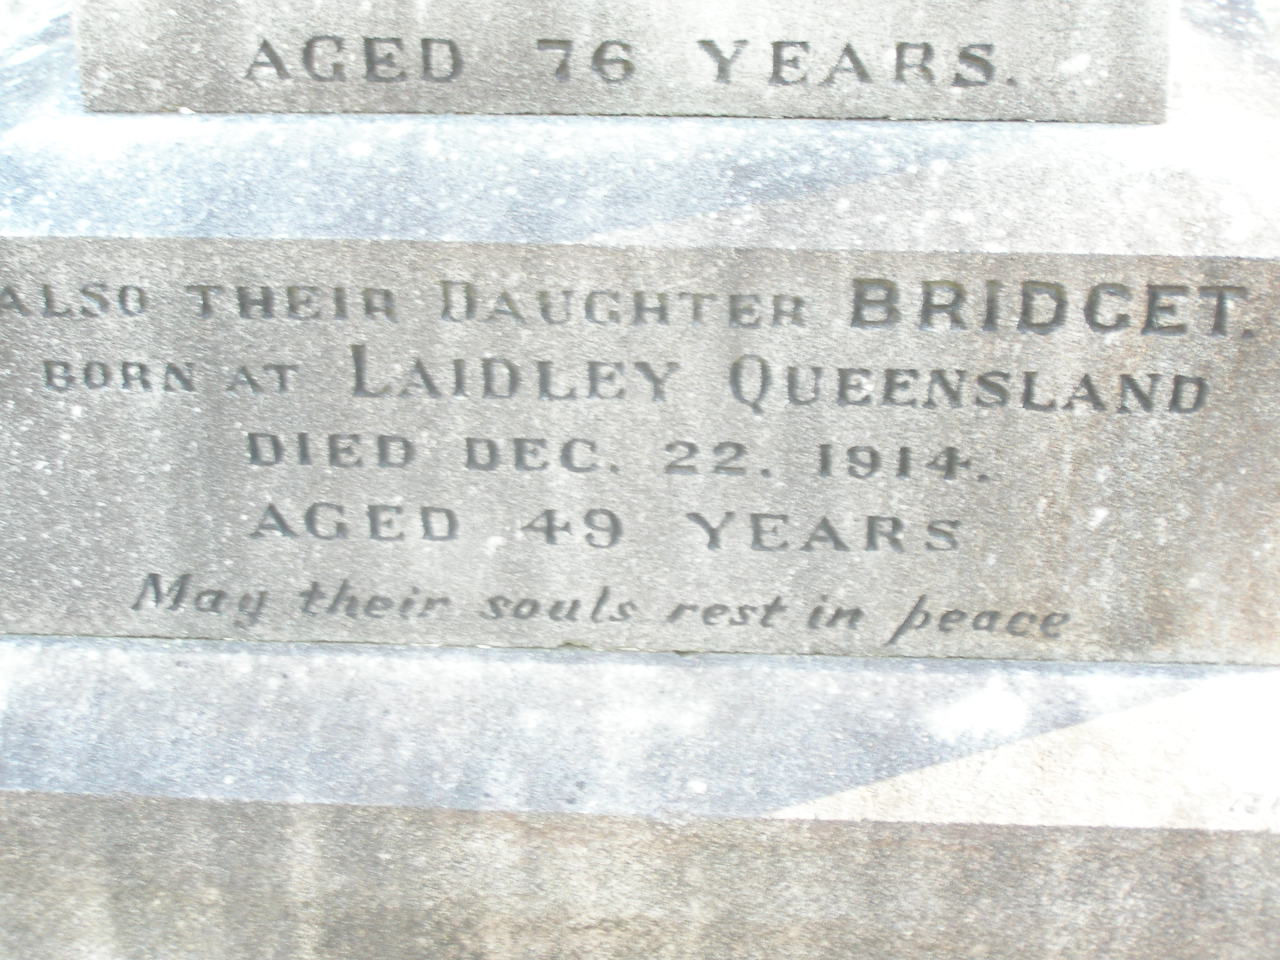 AGED 76 YEARS.
ALSO THEIR DAUGHTER BRIDGET.
BORN AT LAIDLEY QUEENSLAND
DIED DEC. 22. 1914.
AGED 49 YEARS
May their souls rest in peace